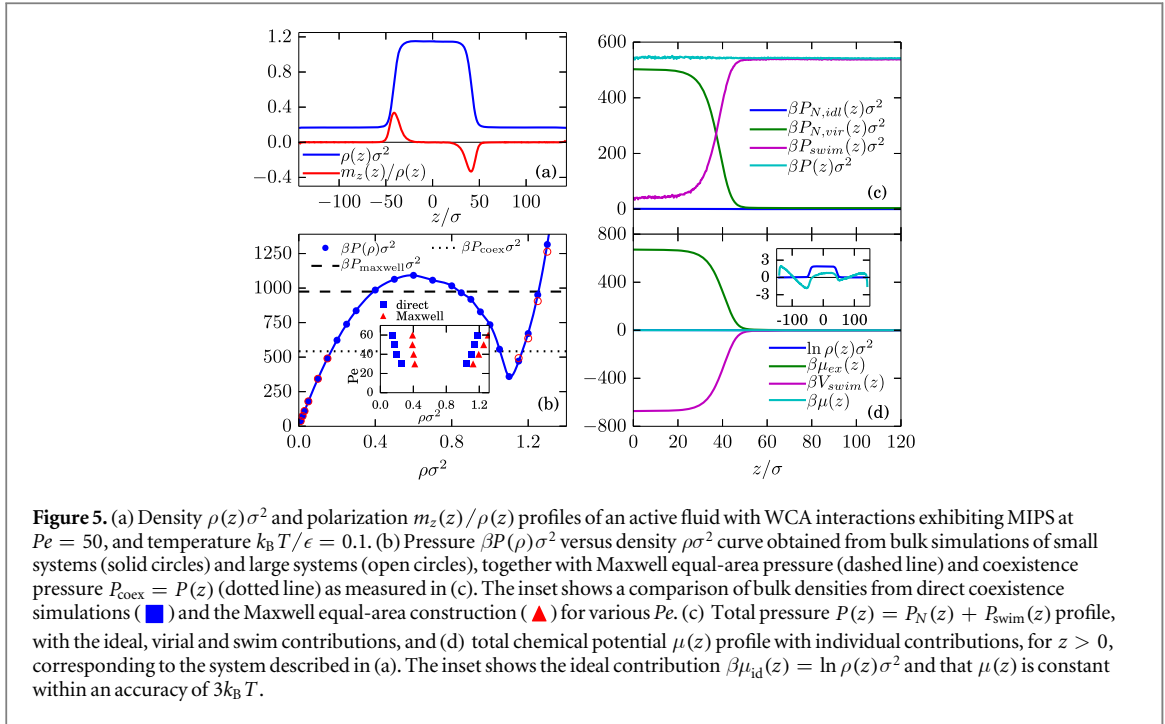 1.2
0.8
0.4
0.0
−0.4
−100
−50
0
50
100
z/σ
ρ(z)σ²
m_z(z)/ρ(z)
(a)
600
400
200
0
βP_{N,idl}(z)σ²
βP_{N,vir}(z)σ²
βP_{swim}(z)σ²
βP(z)σ²
(c)
βP(ρ)σ²
βP_{coex}σ²
βP_{maxwell}σ²
1250
1000
750
500
250
0
0.0
0.4
0.8
1.2
ρσ²
direct
Maxwell
60
40
20
0
Pe
0.0
0.4
0.8
1.2
ρσ²
(b)
800
400
0
−400
−800
3
0
−3
-100
0
100
ln ρ(z)σ²
βμ_{ex}(z)
βV_{swim}(z)
βμ(z)
(d)
0
20
40
60
80
100
120
z/σ
Figure 5. (a) Density ρ(z)σ² and polarization m_z(z)/ρ(z) profiles of an active fluid with WCA interactions exhibiting MIPS at
Pe = 50, and temperature k_B T/ϵ = 0.1. (b) Pressure βP(ρ)σ² versus density ρσ² curve obtained from bulk simulations of small
systems (solid circles) and large systems (open circles), together with Maxwell equal-area pressure (dashed line) and coexistence
pressure P_coex = P(z) (dotted line) as measured in (c). The inset shows a comparison of bulk densities from direct coexistence
simulations (■) and the Maxwell equal-area construction (▲) for various Pe. (c) Total pressure P(z) = P_N(z) + P_swim(z) profile,
with the ideal, virial and swim contributions, and (d) total chemical potential μ(z) profile with individual contributions, for z > 0,
corresponding to the system described in (a). The inset shows the ideal contribution βμ_id(z) = ln ρ(z)σ² and that μ(z) is constant
within an accuracy of 3k_B T.